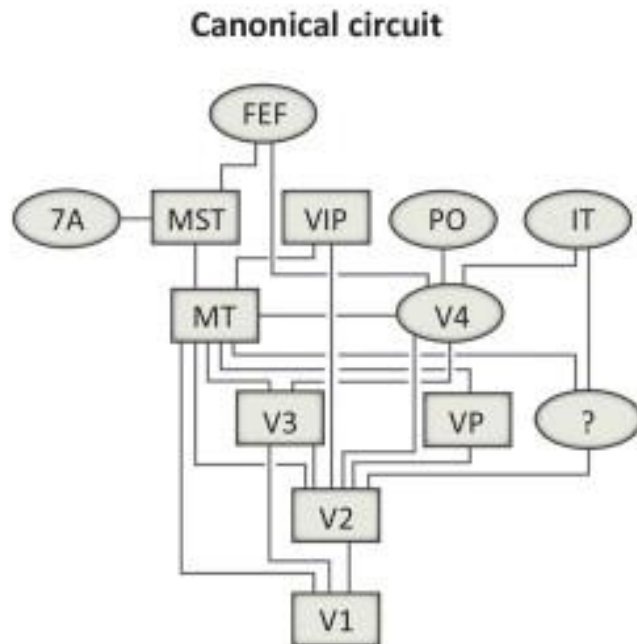 Canonical circuit
FEF
7A
MST
VIP
PO
IT
MT
V4
V3
VP
?
V2
V1